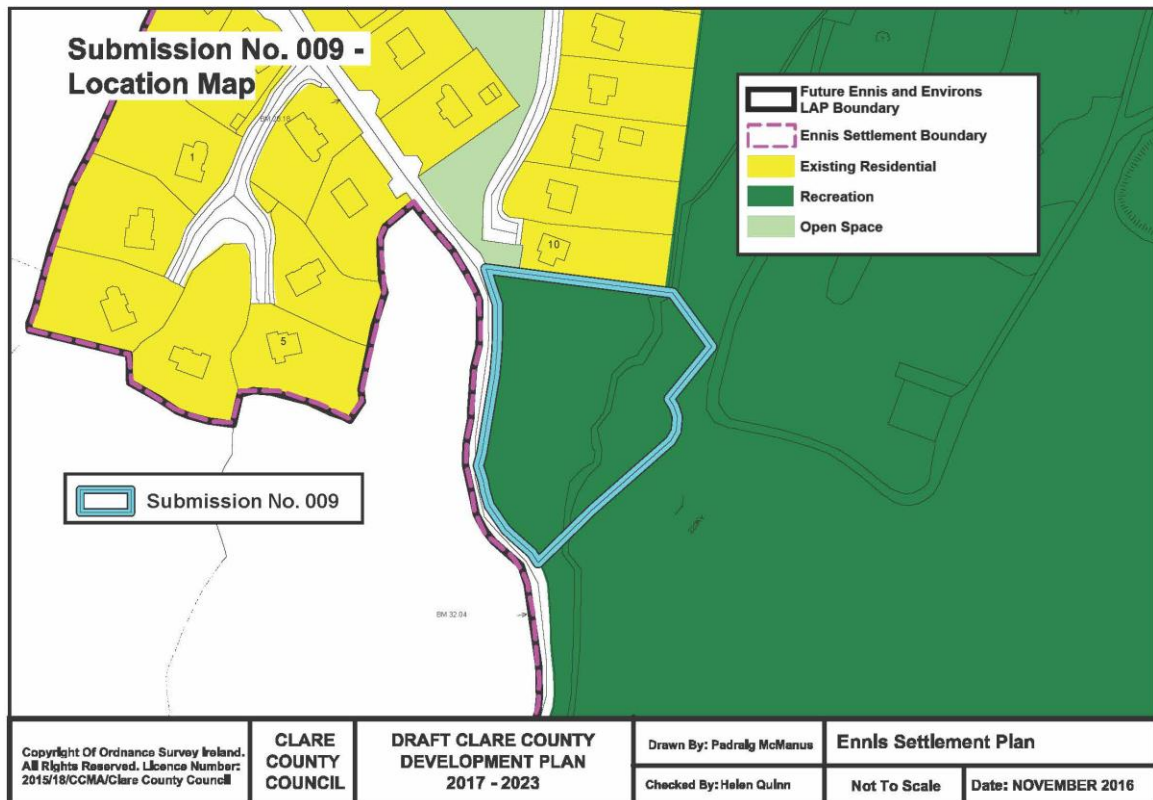 Submission No. 009 -
Location Map
Future Ennis and Environs
LAP Boundary
Ennis Settlement Boundary
Existing Residential
Recreation
Open Space
1
10
5
Submission No. 009
BM 32.04
Copyright Of Ordnance Survey Ireland.
All Rights Reserved. Licence Number:
2015/18/CCMA/Clare County Council
CLARE
COUNTY
COUNCIL
DRAFT CLARE COUNTY
DEVELOPMENT PLAN
2017 - 2023
Drawn By: Padraig McManus
Checked By: Helen Quinn
Ennis Settlement Plan
Not To Scale
Date: NOVEMBER 2016